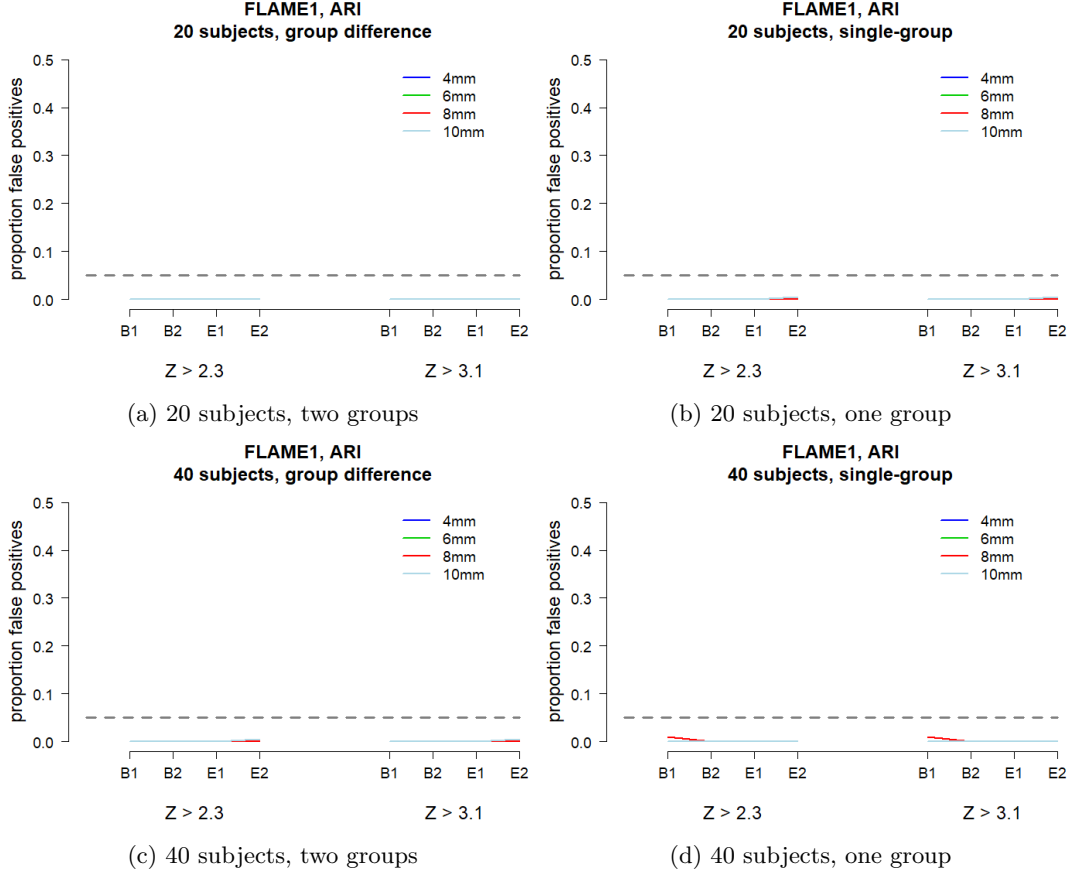 FLAME1, ARI
20 subjects, group difference
proportion false positives
0.5
0.4
0.3
0.2
0.1
0.0
4mm
6mm
8mm
10mm
B1 B2 E1 E2 B1 B2 E1 E2
Z > 2.3 Z > 3.1
(a) 20 subjects, two groups
FLAME1, ARI
20 subjects, single-group
proportion false positives
0.5
0.4
0.3
0.2
0.1
0.0
4mm
6mm
8mm
10mm
B1 B2 E1 E2 B1 B2 E1 E2
Z > 2.3 Z > 3.1
(b) 20 subjects, one group
FLAME1, ARI
40 subjects, group difference
proportion false positives
0.5
0.4
0.3
0.2
0.1
0.0
4mm
6mm
8mm
10mm
B1 B2 E1 E2 B1 B2 E1 E2
Z > 2.3 Z > 3.1
(c) 40 subjects, two groups
FLAME1, ARI
40 subjects, single-group
proportion false positives
0.5
0.4
0.3
0.2
0.1
0.0
4mm
6mm
8mm
10mm
B1 B2 E1 E2 B1 B2 E1 E2
Z > 2.3 Z > 3.1
(d) 40 subjects, one group